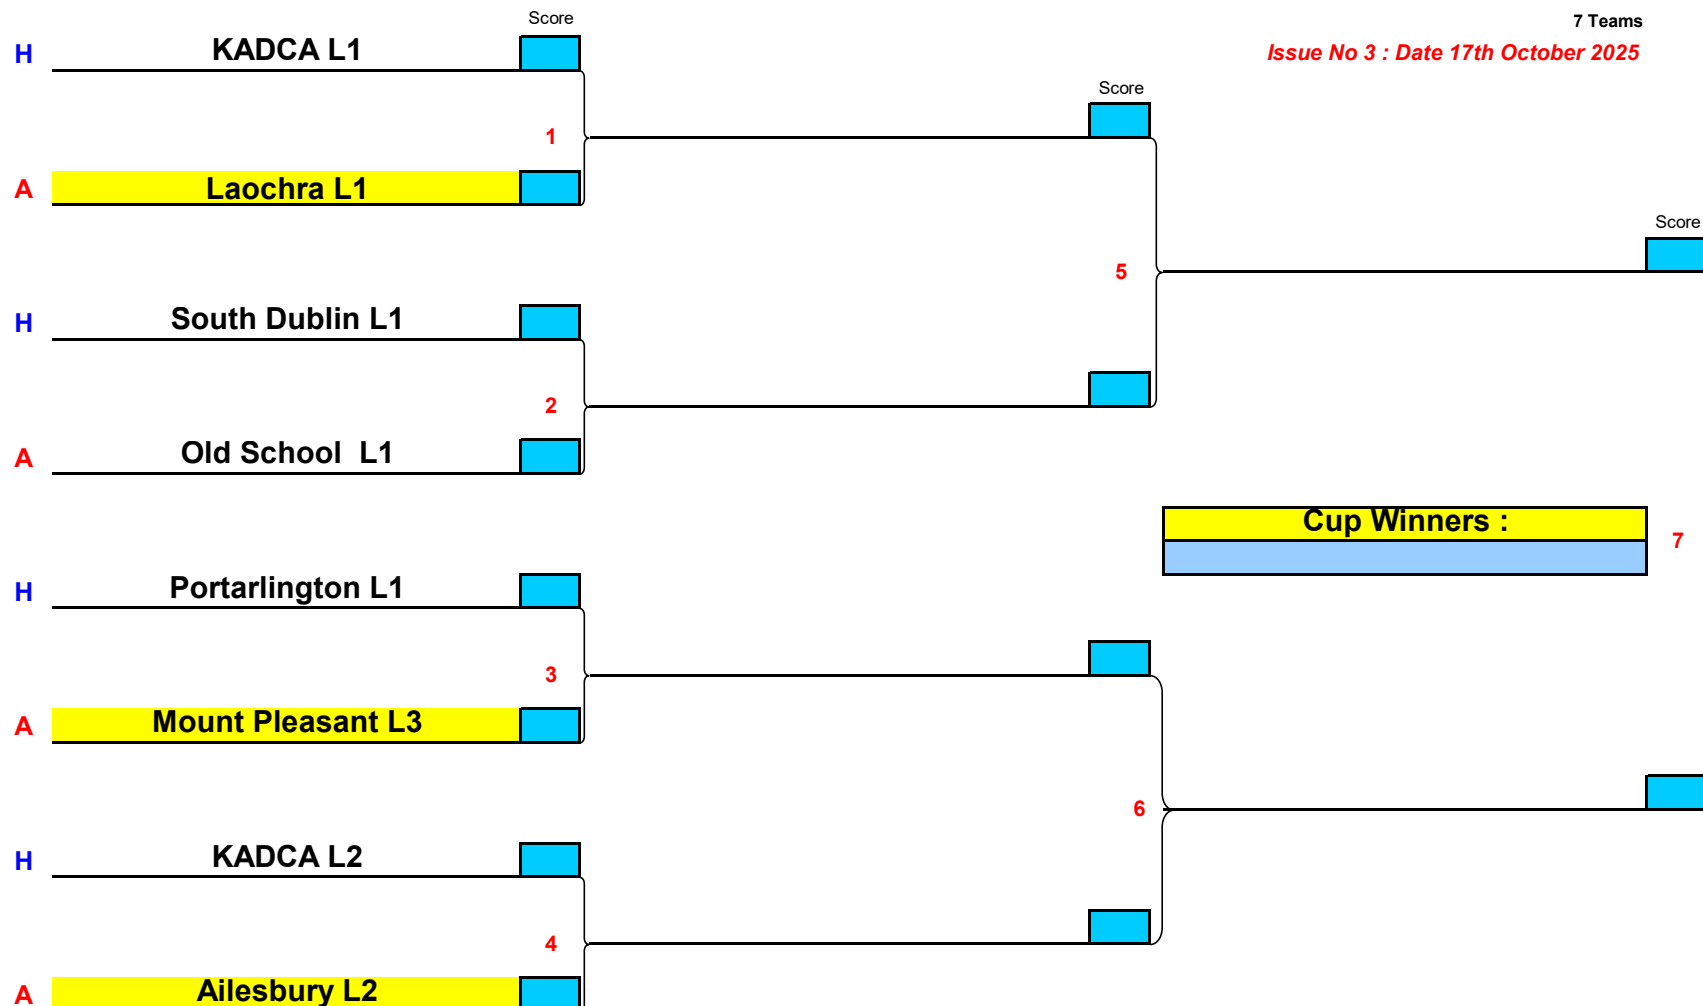 Score
7 Teams
H KADCA L1
Issue No 3 : Date 17th October 2025
Score
1
A Laochra L1
Score
5
H South Dublin L1
2
A Old School L1
Cup Winners :
7
H Portarlington L1
3
A Mount Pleasant L3
6
H KADCA L2
4
A Ailesbury L2